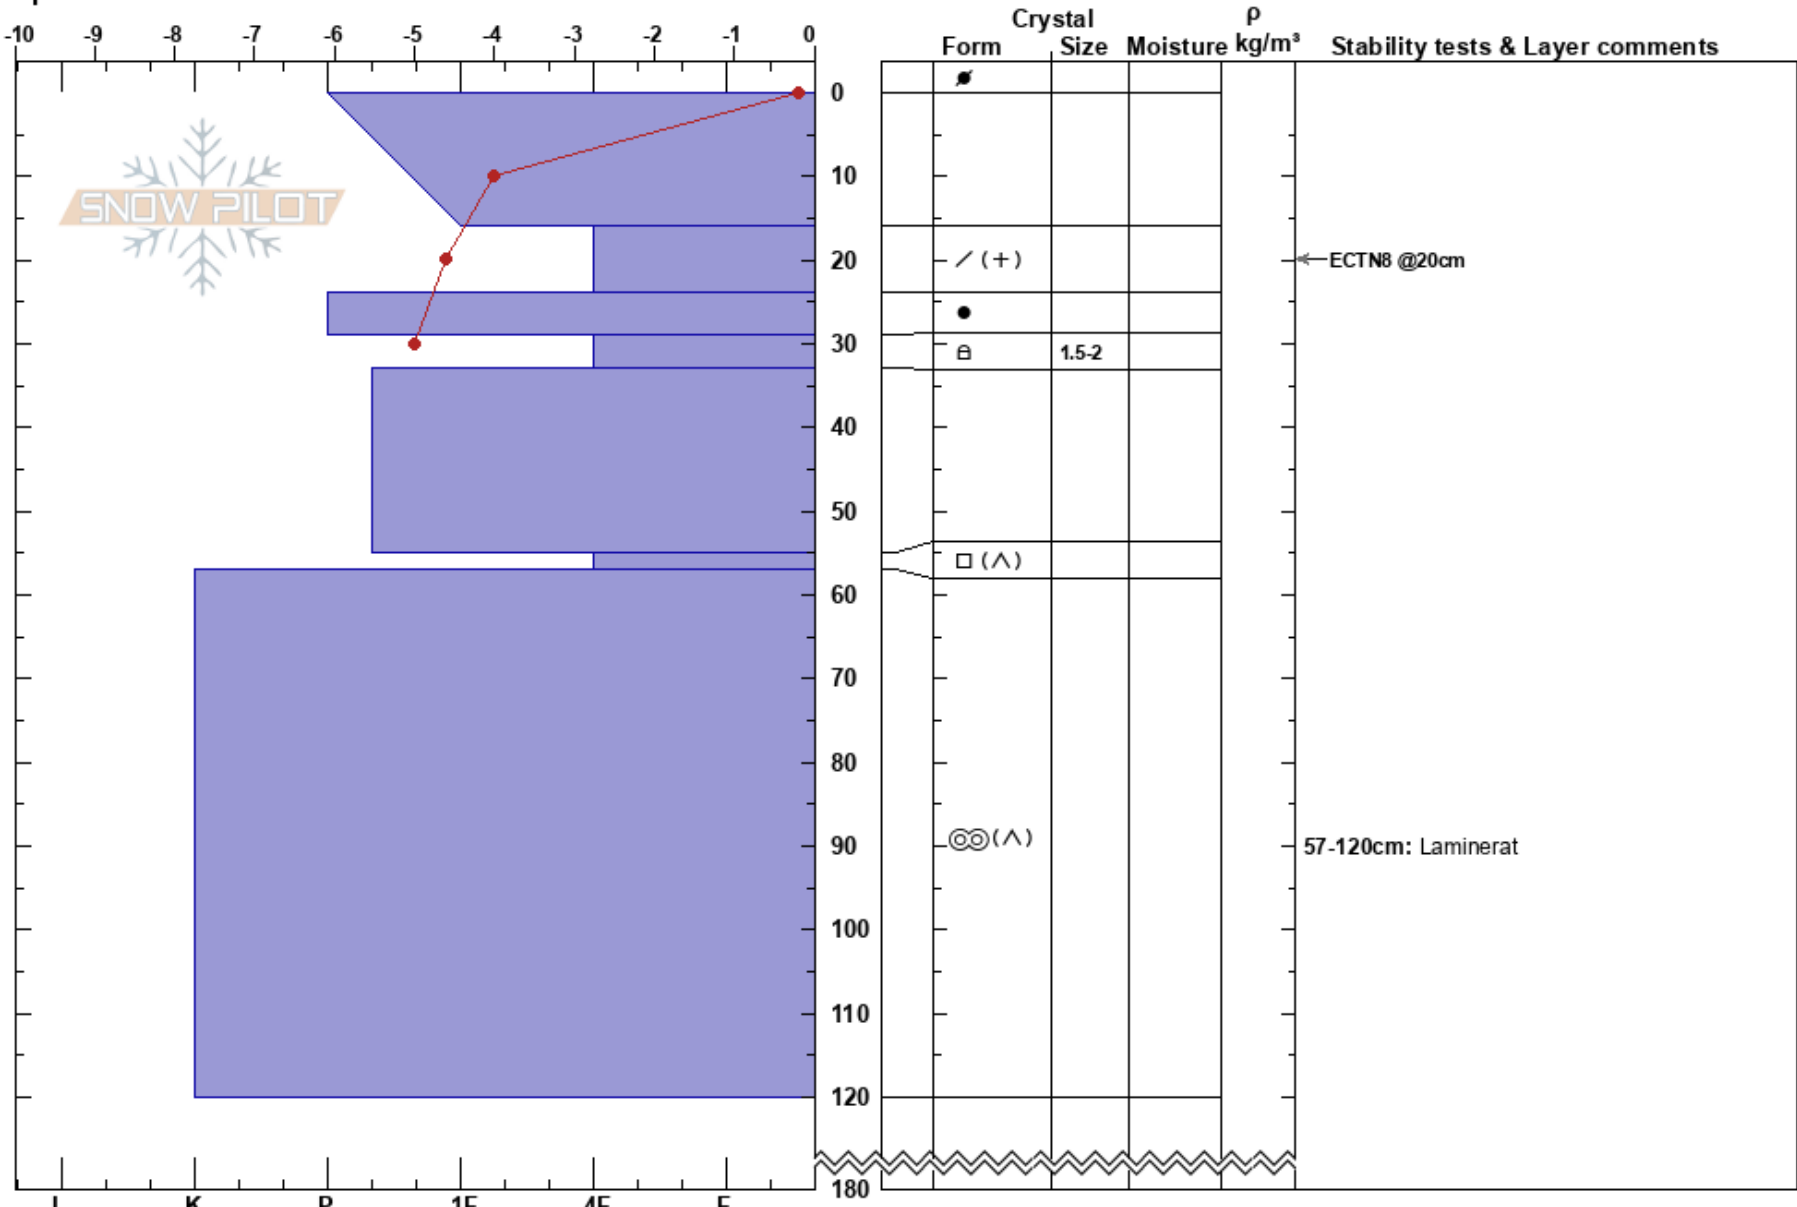 Crystal ρ
-10 -9 -8 -7 -6 -5 -4 -3 -2 -1 0 Form Size Moisture kg/m³ Stability tests & Layer comments
0
SNOW PILOT
10
20 / (+) ECTN8 @20cm
30 1.5-2
40
50
□ (∧)
60
70
80
90 (∧) 57-120cm: Laminerat
100
110
120
180
K P 1F 4F F